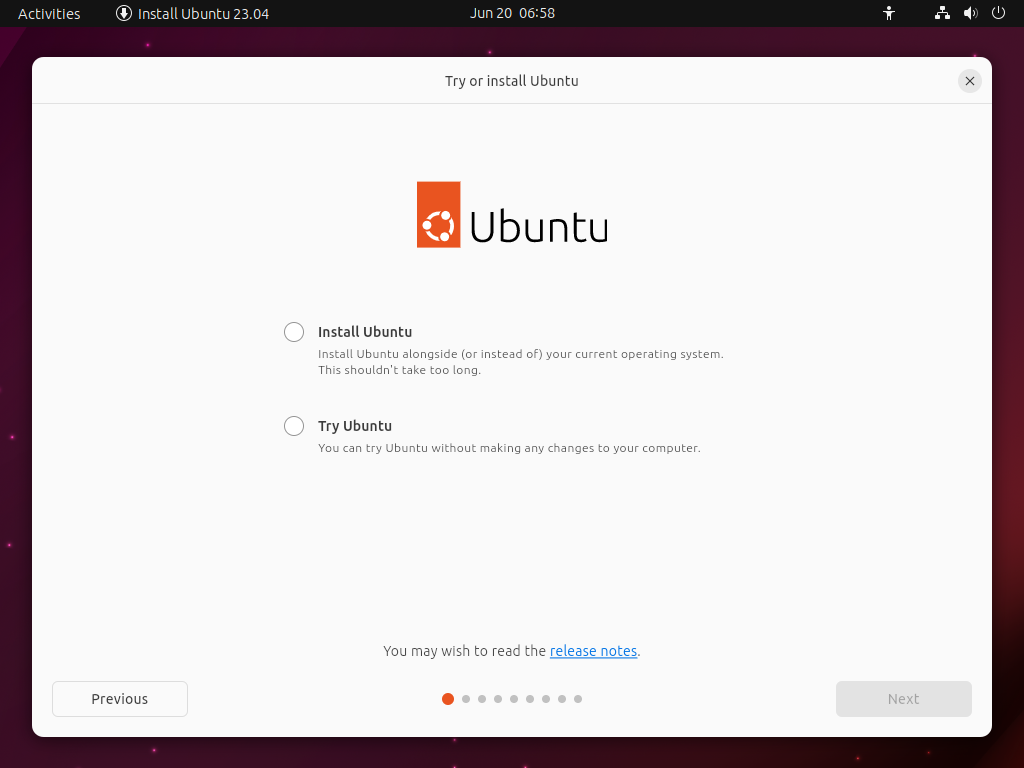 Activities Install Ubuntu 23.04 Jun 20 06:58
Try or install Ubuntu
Ubuntu
Install Ubuntu
Install Ubuntu alongside (or instead of) your current operating system.
This shouldn't take too long.
Try Ubuntu
You can try Ubuntu without making any changes to your computer.
You may wish to read the release notes.
Previous Next